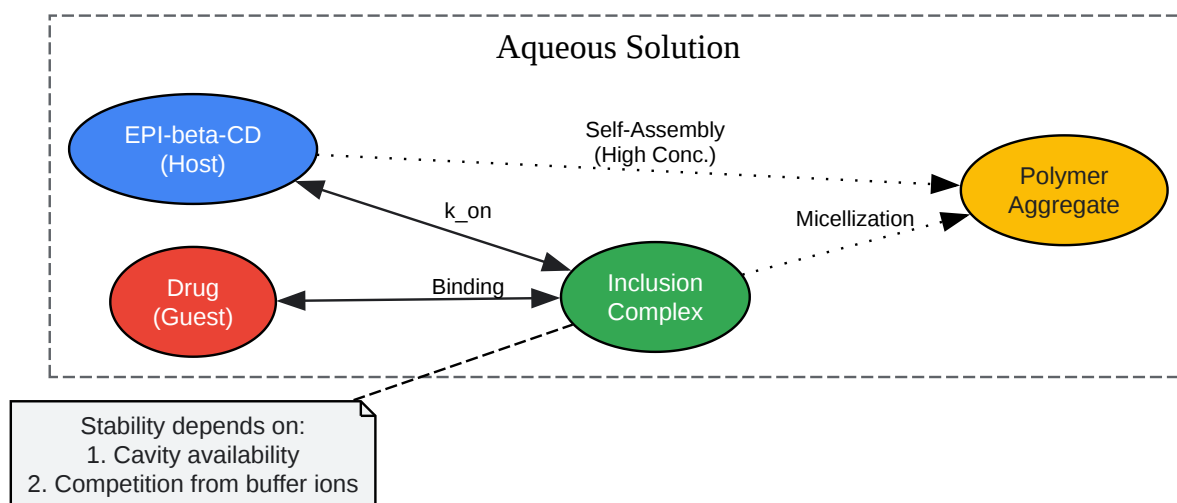 Aqueous Solution
EPI-beta-CD
(Host)
Self-Assembly
(High Conc.)
Polymer
Aggregate
k_on
Micellization
Drug
(Guest)
Binding
Inclusion
Complex
Stability depends on:
1. Cavity availability
2. Competition from buffer ions